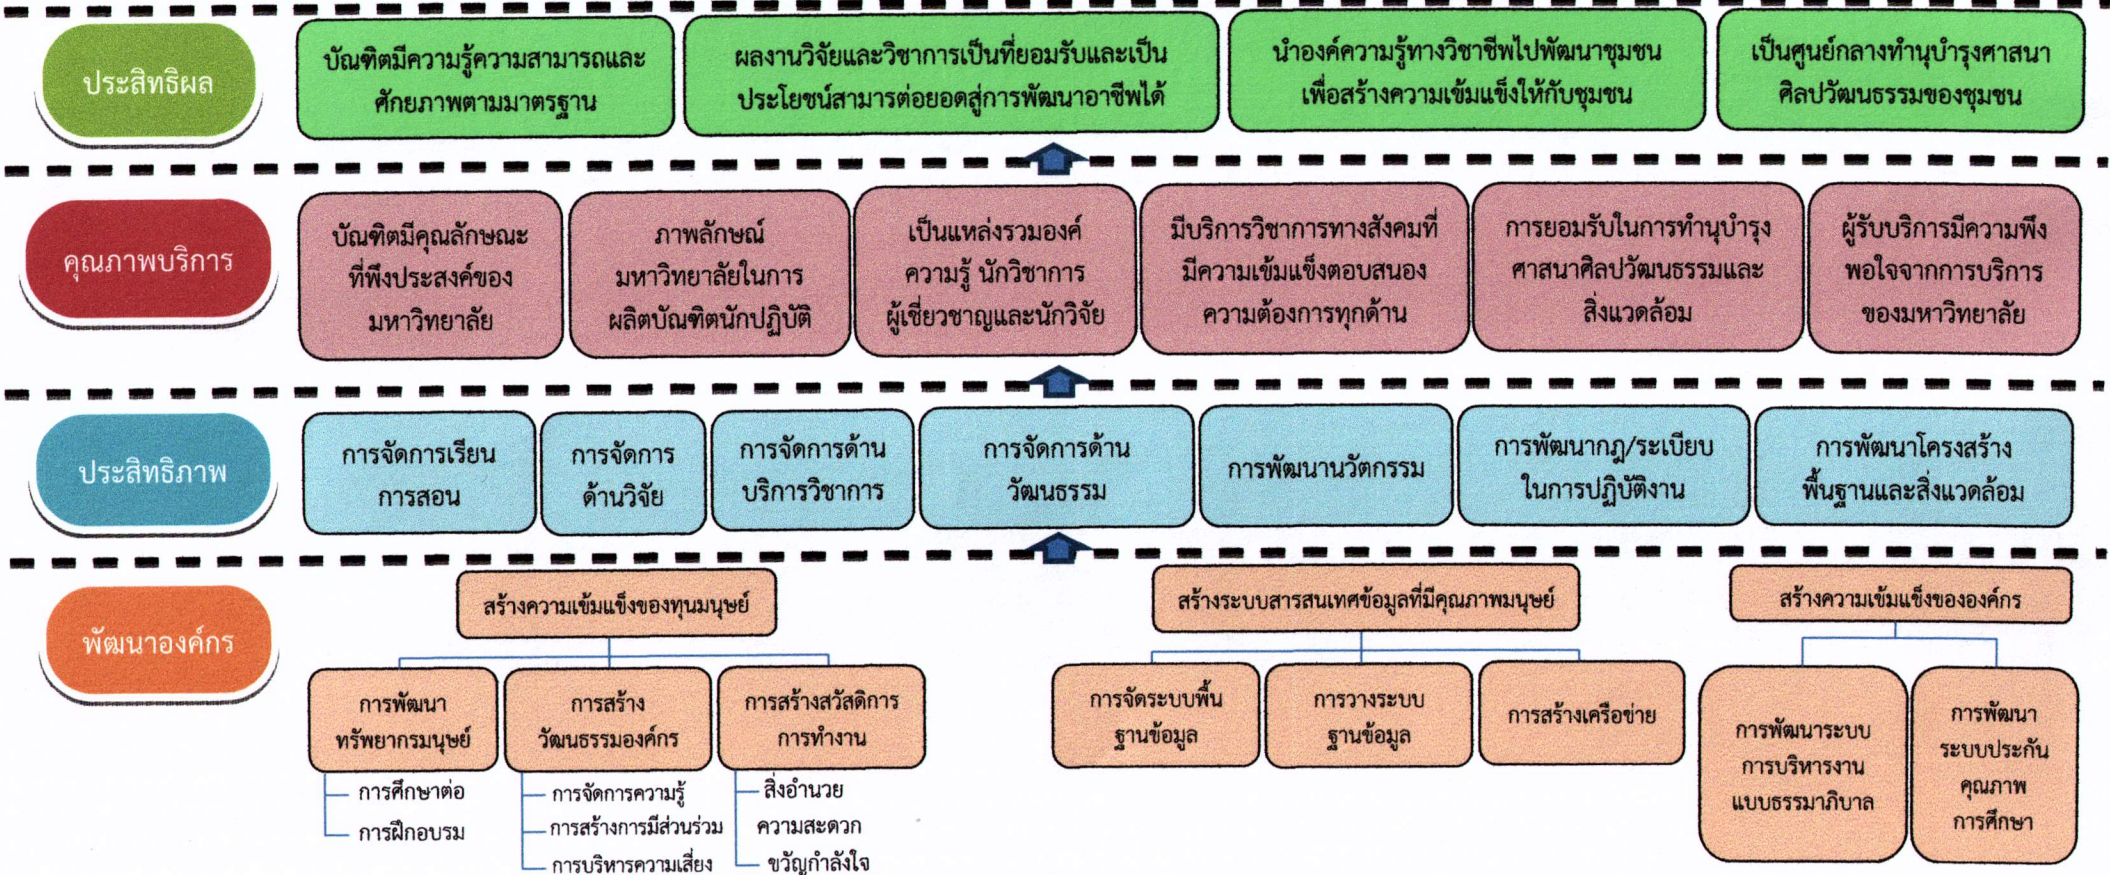 ประสิทธิผล
บัณฑิตมีความรู้ความสามารถและ
ศักยภาพตามมาตรฐาน
ผลงานวิจัยและวิชาการเป็นที่ยอมรับและเป็น
ประโยชน์สามารต่อยอดสู่การพัฒนาอาชีพได้
นำองค์ความรู้ทางวิชาชีพไปพัฒนาชุมชน
เพื่อสร้างความเข้มแข็งให้กับชุมชน
เป็นศูนย์กลางทำนุบำรุงศาสนา
ศิลปวัฒนธรรมของชุมชน
คุณภาพบริการ
บัณฑิตมีคุณลักษณะ
ที่พึงประสงค์ของ
มหาวิทยาลัย
ภาพลักษณ์
มหาวิทยาลัยในการ
ผลิตบัณฑิตนักปฏิบัติ
เป็นแหล่งรวมองค์
ความรู้ นักวิชาการ
ผู้เชี่ยวชาญและนักวิจัย
มีบริการวิชาการทางสังคมที่
มีความเข้มแข็งตอบสนอง
ความต้องการทุกด้าน
การยอมรับในการทำนุบำรุง
ศาสนาศิลปวัฒนธรรมและ
สิ่งแวดล้อม
ผู้รับบริการมีความพึง
พอใจจากการบริการ
ของมหาวิทยาลัย
ประสิทธิภาพ
การจัดการเรียน
การสอน
การจัดการ
ด้านวิจัย
การจัดการด้าน
บริการวิชาการ
การจัดการด้าน
วัฒนธรรม
การพัฒนานวัตกรรม
การพัฒนากฎ/ระเบียบ
ในการปฏิบัติงาน
การพัฒนาโครงสร้าง
พื้นฐานและสิ่งแวดล้อม
พัฒนาองค์กร
สร้างความเข้มแข็งของทุนมนุษย์
การพัฒนา
ทรัพยากรมนุษย์
การศึกษาต่อ
การฝึกอบรม
การสร้าง
วัฒนธรรมองค์กร
การจัดการความรู้
การสร้างการมีส่วนร่วม
การบริหารความเสี่ยง
การสร้างสวัสดิการ
การทำงาน
สิ่งอำนวย
ความสะดวก
ขวัญกำลังใจ
สร้างระบบสารสนเทศข้อมูลที่มีคุณภาพมนุษย์
การจัดระบบพื้น
ฐานข้อมูล
การวางระบบ
ฐานข้อมูล
การสร้างเครือข่าย
สร้างความเข้มแข็งขององค์กร
การพัฒนาระบบ
การบริหารงาน
แบบธรรมาภิบาล
การพัฒนา
ระบบประกัน
คุณภาพ
การศึกษา